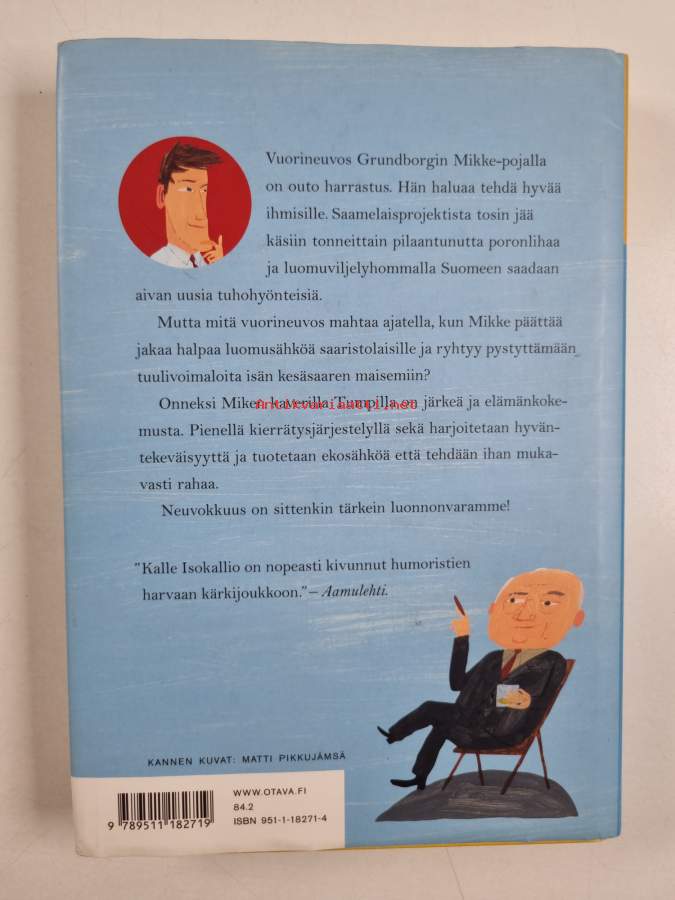 Vuorineuvos Grundborgin Mikke-pojalla
on outo harrastus. Hän haluaa tehdä hyvää
ihmisille. Saamelaisprojektista tosin jää
käsiin tonneittain pilaantunutta poronlihaa
ja luomuviljelyhommalla Suomeen saadaan
aivan uusia tuhohyönteisiä.
Mutta mitä vuorineuvos mahtaa ajatella, kun Mikke päättää
jakaa halpaa luomusähköä saaristolaisille ja ryhtyy pystyttämään
tuulivoimaloita isän kesäsaaren maisemiin?
Onneksi Miken kaverilla Tumpilla on järkeä ja elämänkoke-
Antikvariaatti.net
musta. Pienellä kierrätysjärjestelyllä sekä harjoitetaan hyvän-
tekeväisyyttä ja tuotetaan ekosähköä että tehdään ihan muka-
vasti rahaa.
Neuvokkuus on sittenkin tärkein luonnonvaramme!
"Kalle Isokallio on nopeasti kivunnut humoristien
harvaan kärkijoukkoon." – Aamulehti.
KANNEN KUVAT: MATTI PIKKUJÄMSÄ
WWW.OTAVA.FI
84.2
ISBN 951-1-18271-4
9 789511 182719